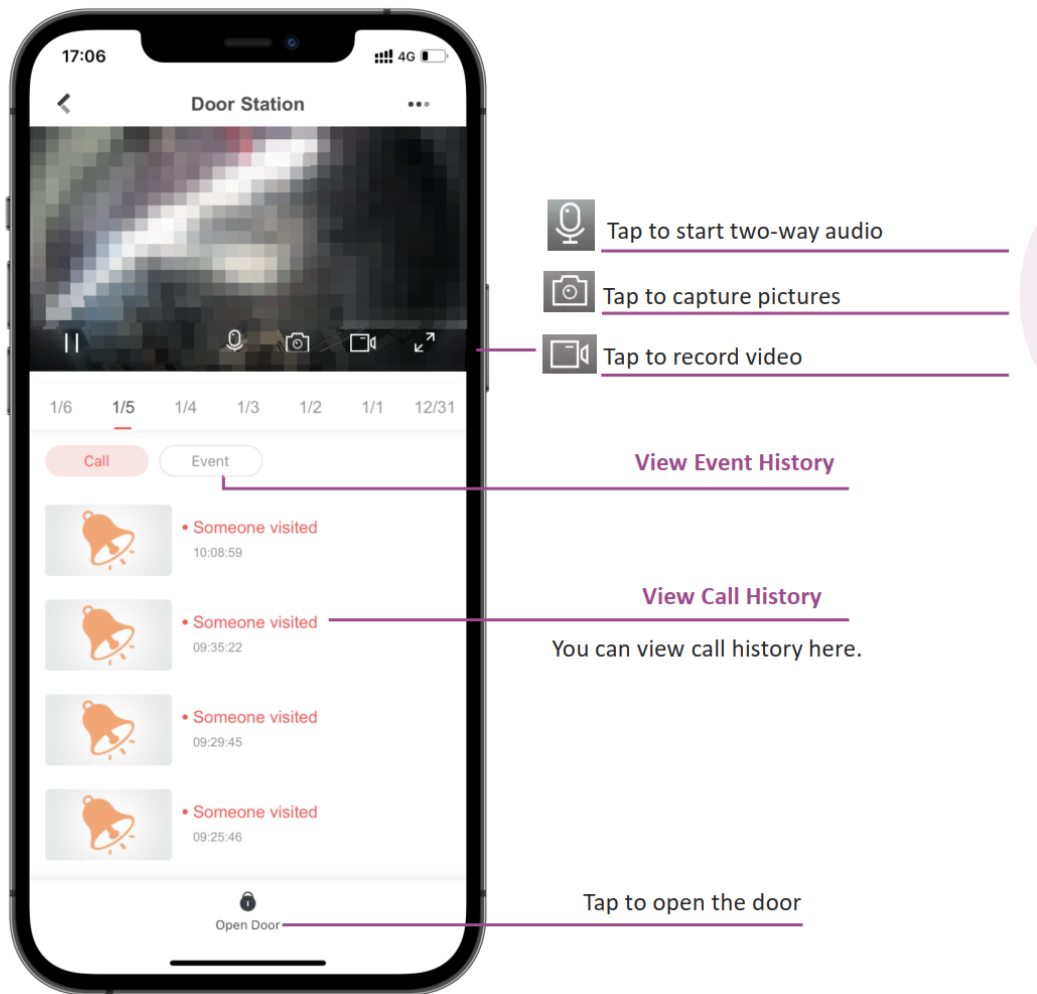 17:06
4G
Door Station
Tap to start two-way audio
Tap to capture pictures
Tap to record video
1/6 1/5 1/4 1/3 1/2 1/1 12/31
Call Event
View Event History
• Someone visited
10:08:59
View Call History
• Someone visited
09:35:22
You can view call history here.
• Someone visited
09:29:45
• Someone visited
09:25:46
Tap to open the door
Open Door